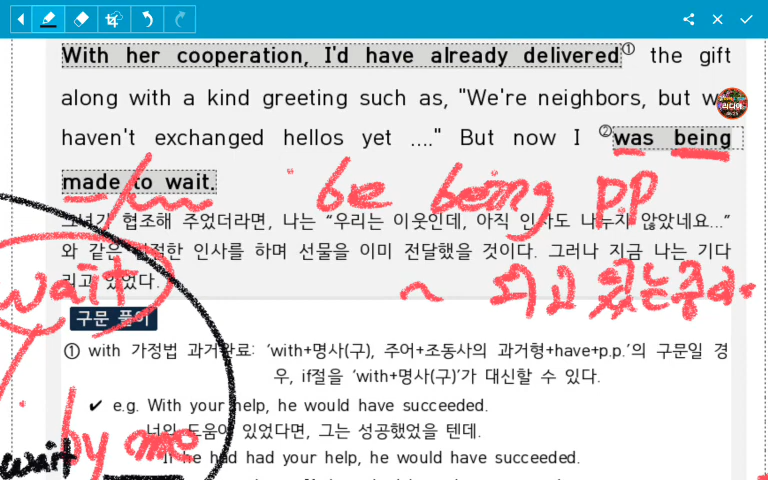 With her cooperation, I'd have already delivered① the gift
along with a kind greeting such as, "We're neighbors, but
haven't exchanged hellos yet ...." But now I ②was being
made to wait.
be being pp
그녀가 협조해 주었더라면, 나는 "우리는 이웃인데, 아직 인사도 나누지 않았네요..."
와 같은 친절한 인사를 하며 선물을 이미 전달했을 것이다. 그러나 지금 나는 기다
리고 있었다.
wait
~ 되고 있는중이
구문 풀이
① with 가정법 과거완료: 'with+명사(구), 주어+조동사의 과거형+have+p.p.'의 구문일 경
우, if절을 'with+명사(구)'가 대신할 수 있다.
✔ e.g. With your help, he would have succeeded.
너의 도움이 있었다면, 그는 성공했었을 텐데.
If he had had your help, he would have succeeded.
by me
wait